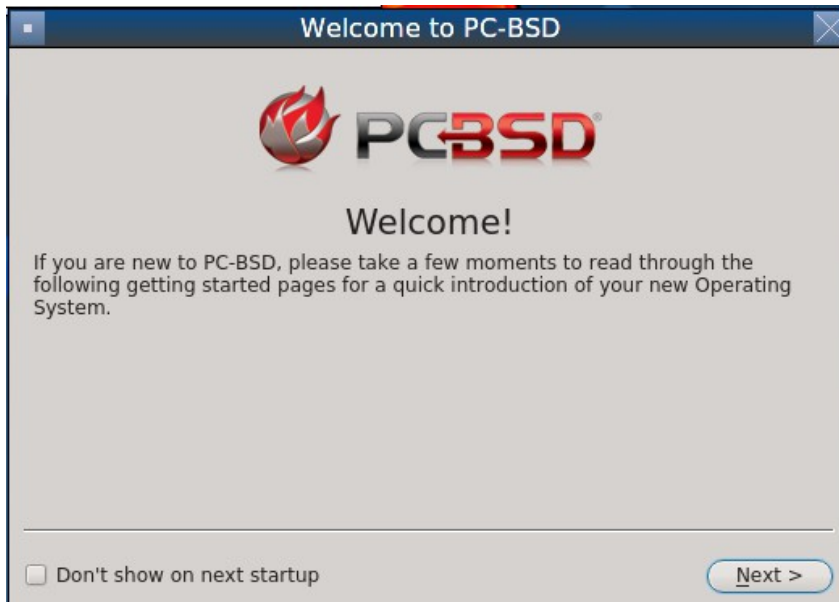 Welcome to PC-BSD
PCBSD®
Welcome!
If you are new to PC-BSD, please take a few moments to read through the
following getting started pages for a quick introduction of your new Operating
System.
Don't show on next startup
Next >